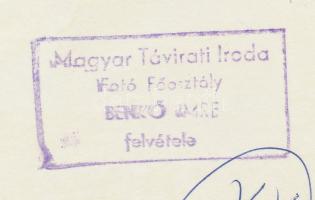 Magyar Távirati Iroda
Fotó Főosztály
BENKŐ IMRE
felvétele